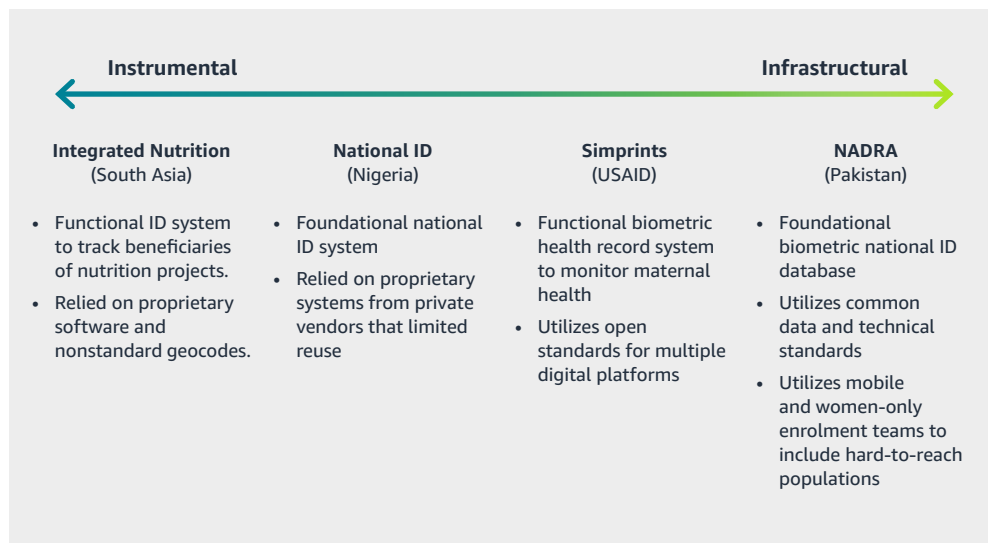 Instrumental
Infrastructural
Integrated Nutrition
(South Asia)
• Functional ID system
to track beneficiaries
of nutrition projects.
• Relied on proprietary
software and
nonstandard geocodes.
National ID
(Nigeria)
• Foundational national
ID system
• Relied on proprietary
systems from private
vendors that limited
reuse
Simprints
(USAID)
• Functional biometric
health record system
to monitor maternal
health
• Utilizes open
standards for multiple
digital platforms
NADRA
(Pakistan)
• Foundational
biometric national ID
database
• Utilizes common
data and technical
standards
• Utilizes mobile
and women-only
enrolment teams to
include hard-to-reach
populations